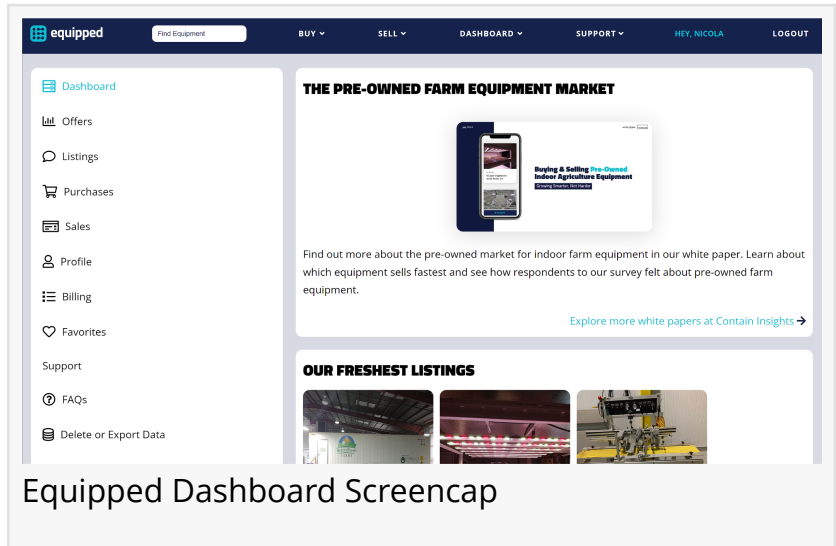 equipped
Find Equipment
BUY
SELL
DASHBOARD
SUPPORT
HEY, NICOLA
LOGOUT
Dashboard
Offers
Listings
Purchases
Sales
Profile
Billing
Favorites
Support
FAQs
Delete or Export Data
THE PRE-OWNED FARM EQUIPMENT MARKET
Buying & Selling Pre-Owned
Indoor Agriculture Equipment
Growing Smarter, Not Harder
Find out more about the pre-owned market for indoor farm equipment in our white paper. Learn about
which equipment sells fastest and see how respondents to our survey felt about pre-owned farm
equipment.
Explore more white papers at Contain Insights
OUR FRESHEST LISTINGS
Equipped Dashboard Screencap